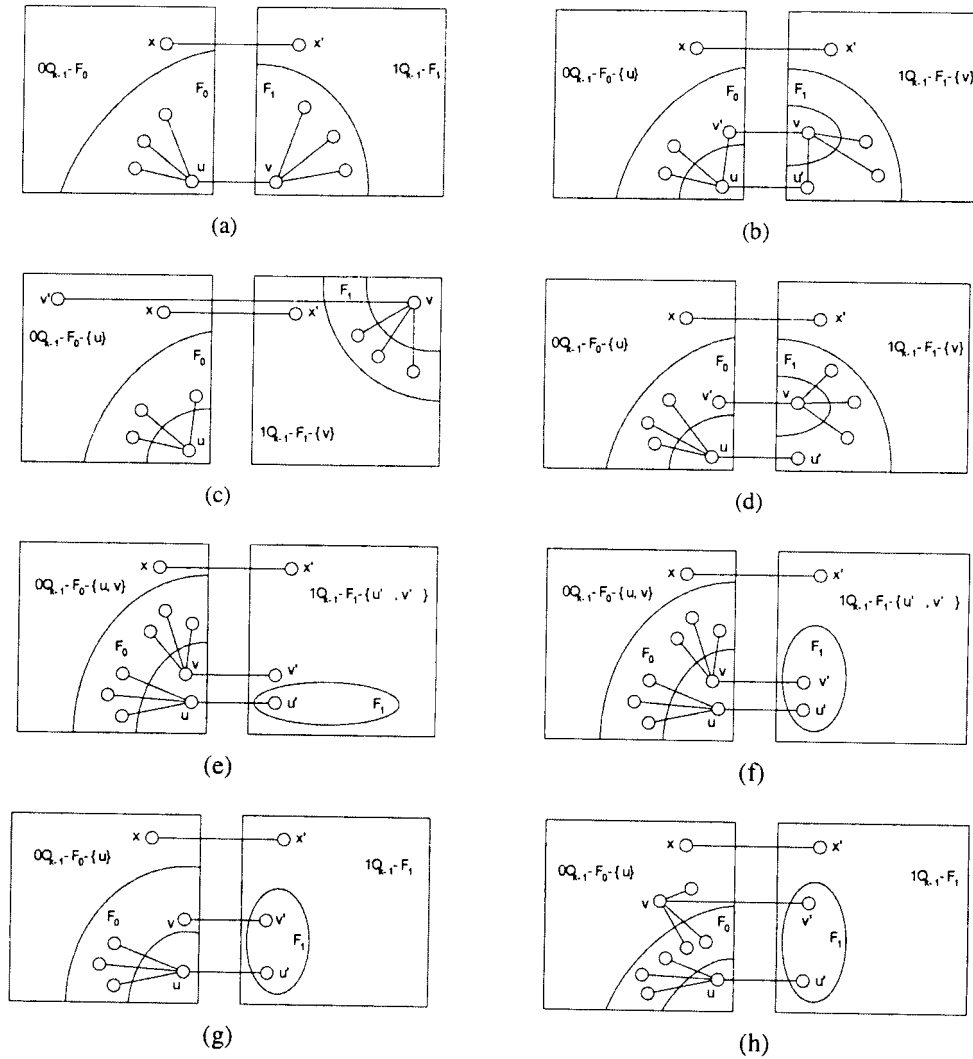 x x'
0Q_{k-1}-F_0 F_0 F_1 1Q_{k-1}-F_1
u v
(a)
x x'
0Q_{k-1}-F_0-{u} F_0 F_1 1Q_{k-1}-F_1-{v}
v' v
u u'
(b)
v' F_1 v
x x'
0Q_{k-1}-F_0-{u}
F_0
u 1Q_{k-1}-F_1-{v}
(c)
x x'
0Q_{k-1}-F_0-{u} F_0 F_1 1Q_{k-1}-F_1-{v}
v' v
u u'
(d)
x x'
0Q_{k-1}-F_0-{u, v} 1Q_{k-1}-F_1-{u' , v' }
F_0
v v'
u u' F_1
(e)
x x'
0Q_{k-1}-F_0-{u, v} 1Q_{k-1}-F_1-{u' , v' }
F_0 F_1
v v'
u u'
(f)
x x'
0Q_{k-1}-F_0-{u} 1Q_{k-1}-F_1
F_0 v v'
F_1
u u'
(g)
x x'
0Q_{k-1}-F_0-{u} 1Q_{k-1}-F_1
v v'
F_0 F_1
u u'
(h)